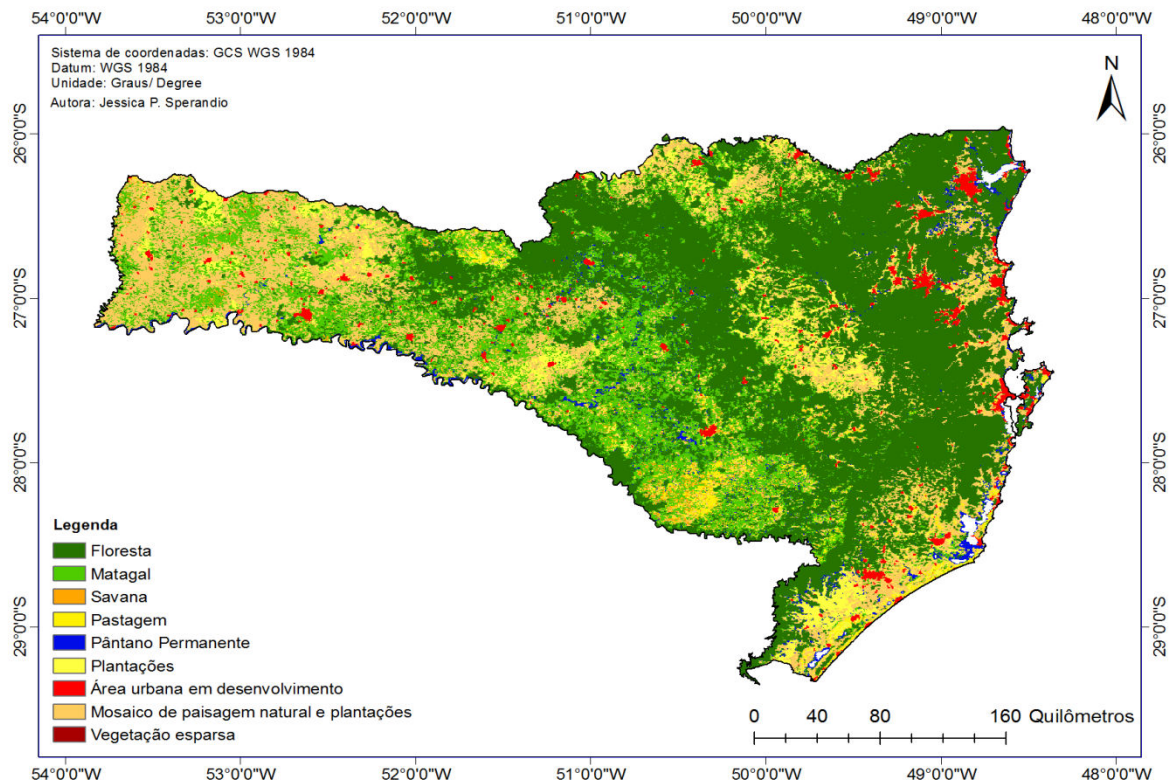 54°0'0"W 53°0'0"W 52°0'0"W 51°0'0"W 50°0'0"W 49°0'0"W 48°0'0"W
Sistema de coordenadas: GCS WGS 1984
Datum: WGS 1984
Unidade: Graus/ Degree
Autora: Jessica P. Sperandio
N
26°0'0"S 26°0'0"S
27°0'0"S 27°0'0"S
28°0'0"S 28°0'0"S
29°0'0"S 29°0'0"S
Legenda
Floresta
Matagal
Savana
Pastagem
Pântano Permanente
Plantações
Área urbana em desenvolvimento
Mosaico de paisagem natural e plantações
Vegetação esparsa
0 40 80 160 Quilômetros
54°0'0"W 53°0'0"W 52°0'0"W 51°0'0"W 50°0'0"W 49°0'0"W 48°0'0"W